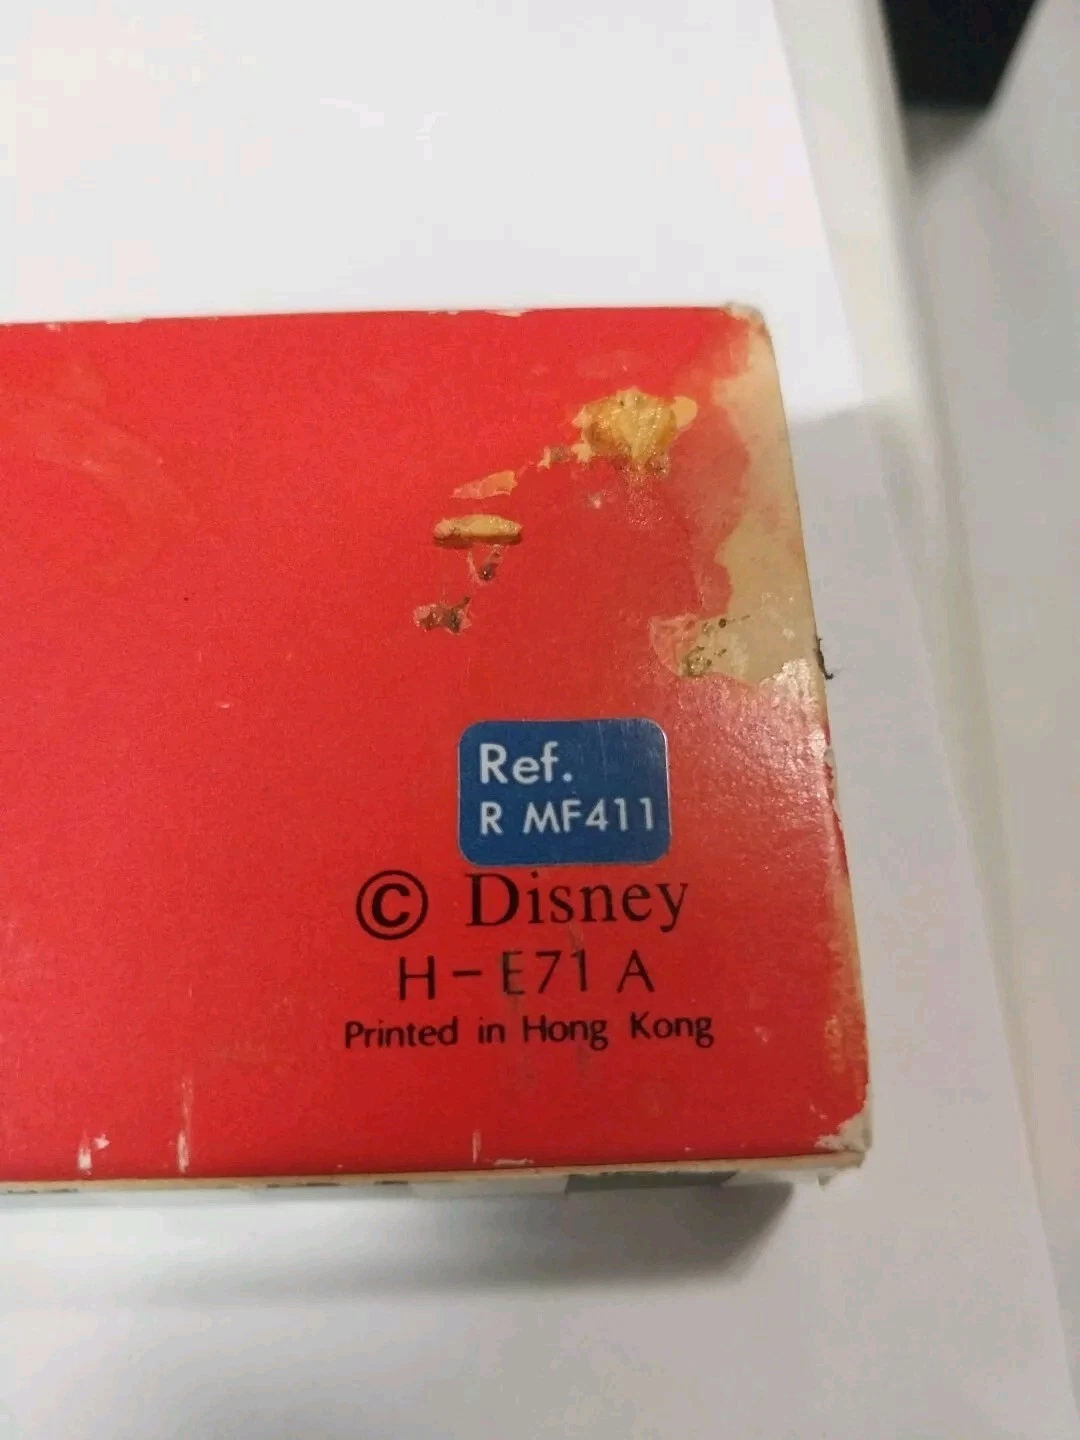 Ref.
R MF411
© Disney
H-E71 A
Printed in Hong Kong